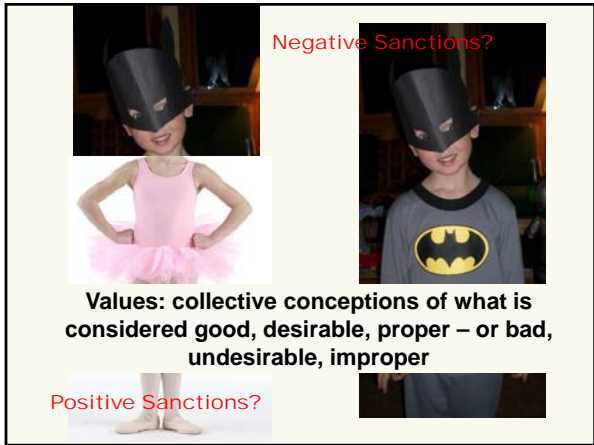 Negative Sanctions?
Values: collective conceptions of what is
considered good, desirable, proper – or bad,
undesirable, improper
Positive Sanctions?